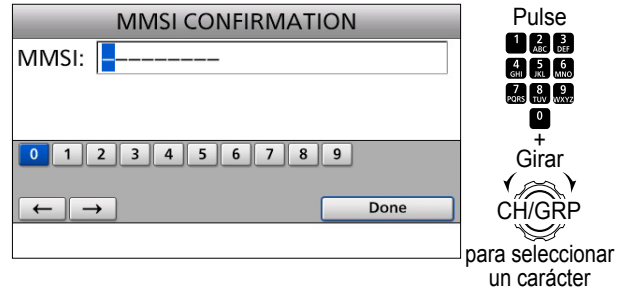 MMSI CONFIRMATION
MMSI: ---------
0 1 2 3 4 5 6 7 8 9
← → Done
Pulse
1 2 ABC 3 DEF
4 GHI 5 JKL 6 MNO
7 PQRS 8 TUV 9 WXYZ
0
+
Girar
CH/GRP
para seleccionar
un carácter